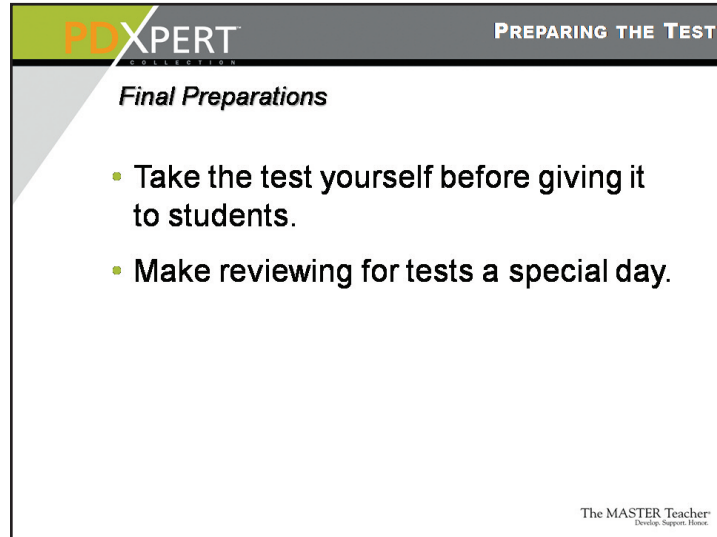 PDXPERT™
COLLECTION
PREPARING THE TEST
Final Preparations
• Take the test yourself before giving it
to students.
• Make reviewing for tests a special day.
The MASTER Teacher®
Develop. Support. Honor.